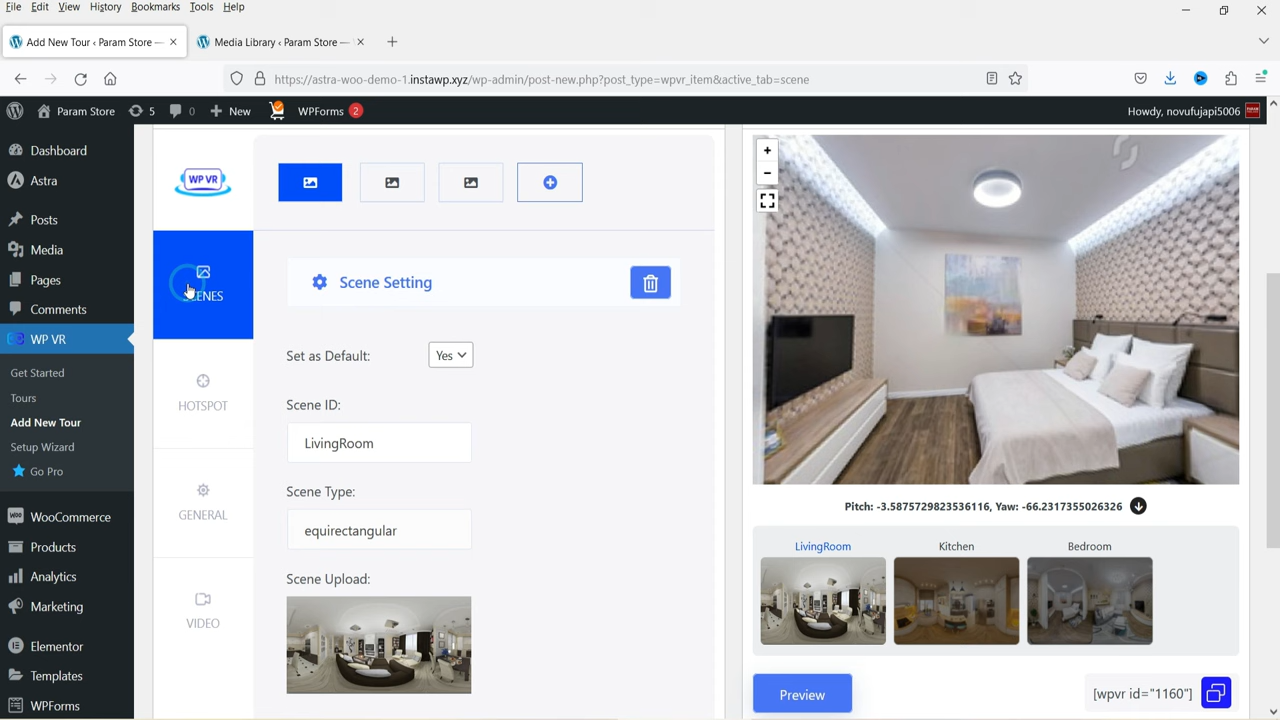 File Edit View History Bookmarks Tools Help
Add New Tour ‹ Param Store —
Media Library ‹ Param Store —
https://astra-woo-demo-1.instawp.xyz/wp-admin/post-new.php?post_type=wpvr_item&active_tab=scene
Param Store 5 0 New WPForms 2 Howdy, novufujapi5006
Dashboard
Astra
Posts
Media
Pages
Comments
WP VR
Get Started
Tours
Add New Tour
Setup Wizard
Go Pro
WooCommerce
Products
Analytics
Marketing
Elementor
Templates
WPForms
WP VR
SCENES
HOTSPOT
GENERAL
VIDEO
Scene Setting
Set as Default: Yes
Scene ID:
LivingRoom
Scene Type:
equirectangular
Scene Upload:
+
−
Pitch: -3.5875729823536116, Yaw: -66.2317355026326
LivingRoom Kitchen Bedroom
Preview [wpvr id="1160"]